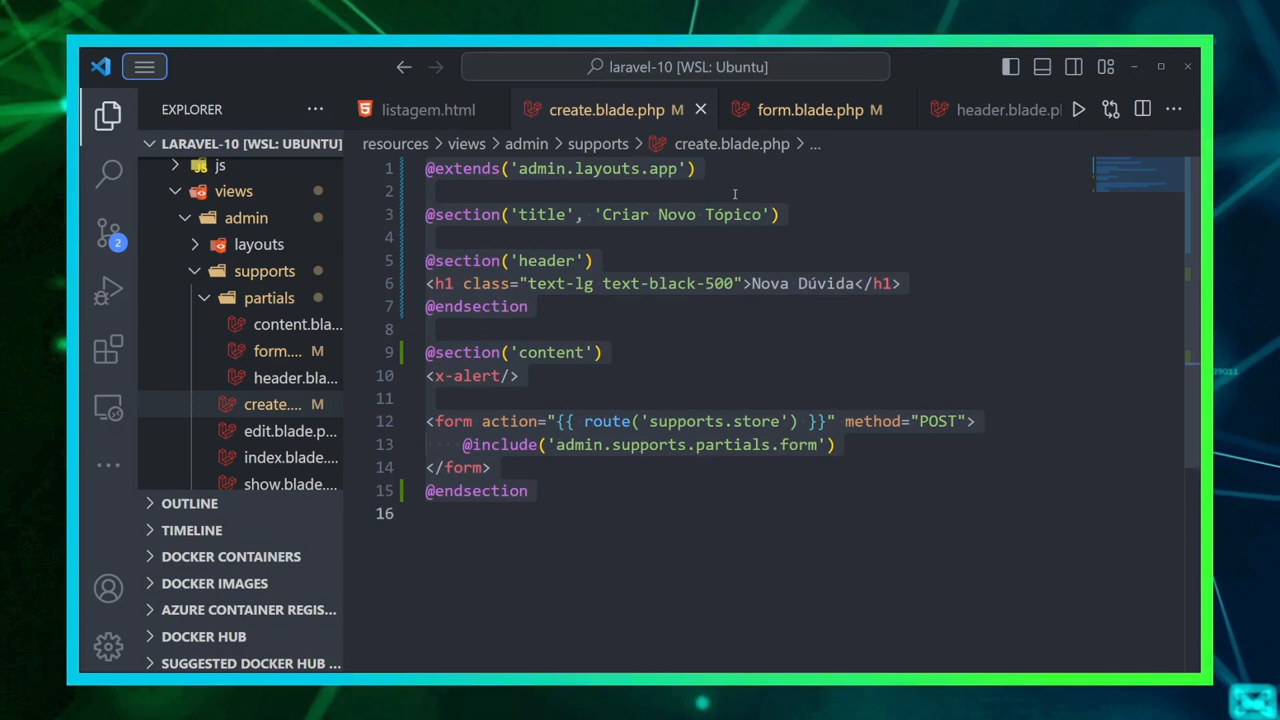 laravel-10 [WSL: Ubuntu]
EXPLORER
listagem.html
create.blade.php M
form.blade.php M
header.blade.pl
LARAVEL-10 [WSL: UBUNTU]
resources > views > admin > supports > create.blade.php > ...
js
views
admin
layouts
supports
partials
content.bla...
form.... M
header.bla...
create.... M
edit.blade.p...
index.blade....
show.blade....
OUTLINE
TIMELINE
DOCKER CONTAINERS
DOCKER IMAGES
AZURE CONTAINER REGIS...
DOCKER HUB
SUGGESTED DOCKER HUB ...
2
1 @extends('admin.layouts.app')
2
3 @section('title', 'Criar Novo Tópico')
4
5 @section('header')
6 <h1 class="text-lg text-black-500">Nova Dúvida</h1>
7 @endsection
8
9 @section('content')
10 <x-alert/>
11
12 <form action="{{ route('supports.store') }}" method="POST">
13 @include('admin.supports.partials.form')
14 </form>
15 @endsection
16